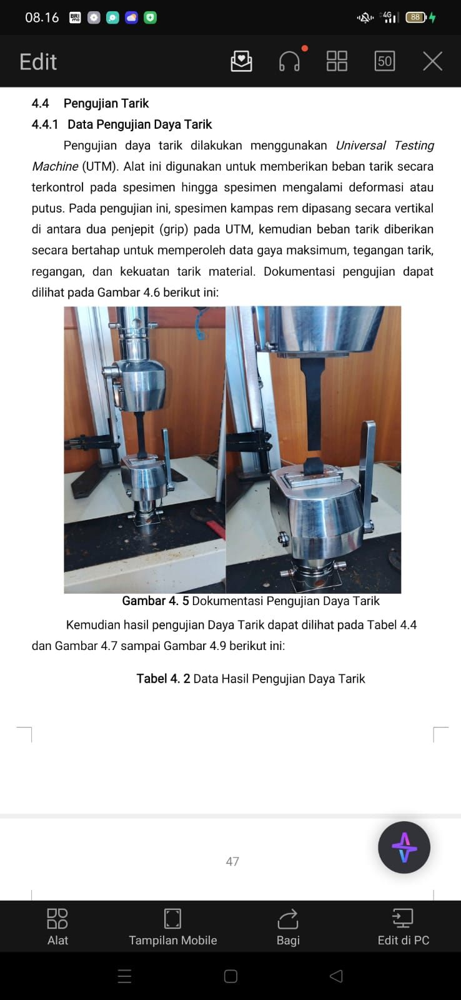 08.16
BRI
mo
4G
88
Edit
50
4.4 Pengujian Tarik
4.4.1 Data Pengujian Daya Tarik
Pengujian daya tarik dilakukan menggunakan Universal Testing
Machine (UTM). Alat ini digunakan untuk memberikan beban tarik secara
terkontrol pada spesimen hingga spesimen mengalami deformasi atau
putus. Pada pengujian ini, spesimen kampas rem dipasang secara vertikal
di antara dua penjepit (grip) pada UTM, kemudian beban tarik diberikan
secara bertahap untuk memperoleh data gaya maksimum, tegangan tarik,
regangan, dan kekuatan tarik material. Dokumentasi pengujian dapat
dilihat pada Gambar 4.6 berikut ini:
Gambar 4. 5 Dokumentasi Pengujian Daya Tarik
Kemudian hasil pengujian Daya Tarik dapat dilihat pada Tabel 4.4
dan Gambar 4.7 sampai Gambar 4.9 berikut ini:
Tabel 4. 2 Data Hasil Pengujian Daya Tarik
47
Alat
Tampilan Mobile
Bagi
Edit di PC